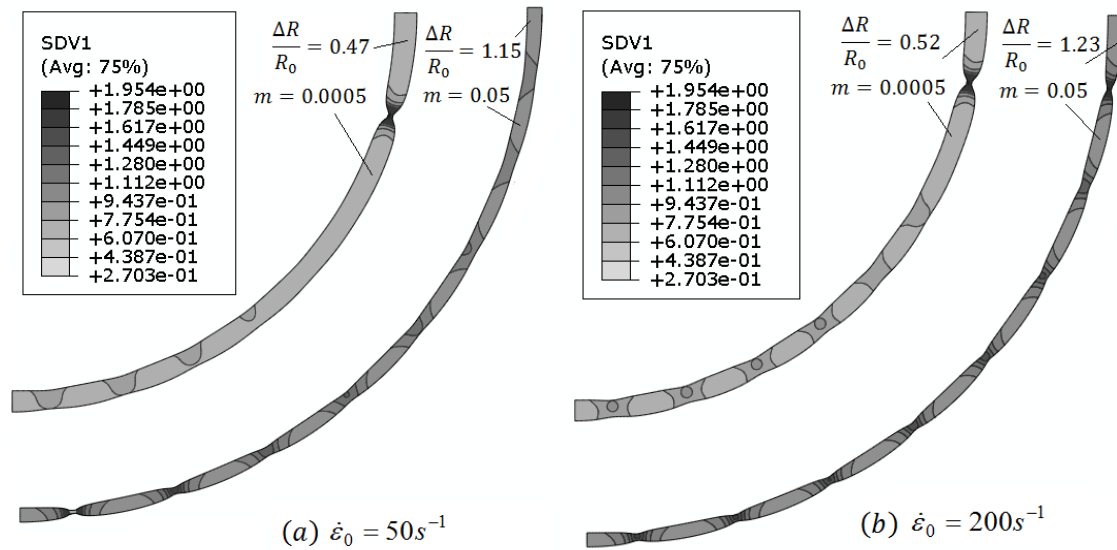 SDV1
(Avg: 75%)
+1.954e+00
+1.785e+00
+1.617e+00
+1.449e+00
+1.280e+00
+1.112e+00
+9.437e-01
+7.754e-01
+6.070e-01
+4.387e-01
+2.703e-01
ΔR/R₀ = 0.47
m = 0.0005
ΔR/R₀ = 1.15
m = 0.05
(a) ε̇₀ = 50s⁻¹
SDV1
(Avg: 75%)
+1.954e+00
+1.785e+00
+1.617e+00
+1.449e+00
+1.280e+00
+1.112e+00
+9.437e-01
+7.754e-01
+6.070e-01
+4.387e-01
+2.703e-01
ΔR/R₀ = 0.52
m = 0.0005
ΔR/R₀ = 1.23
m = 0.05
(b) ε̇₀ = 200s⁻¹